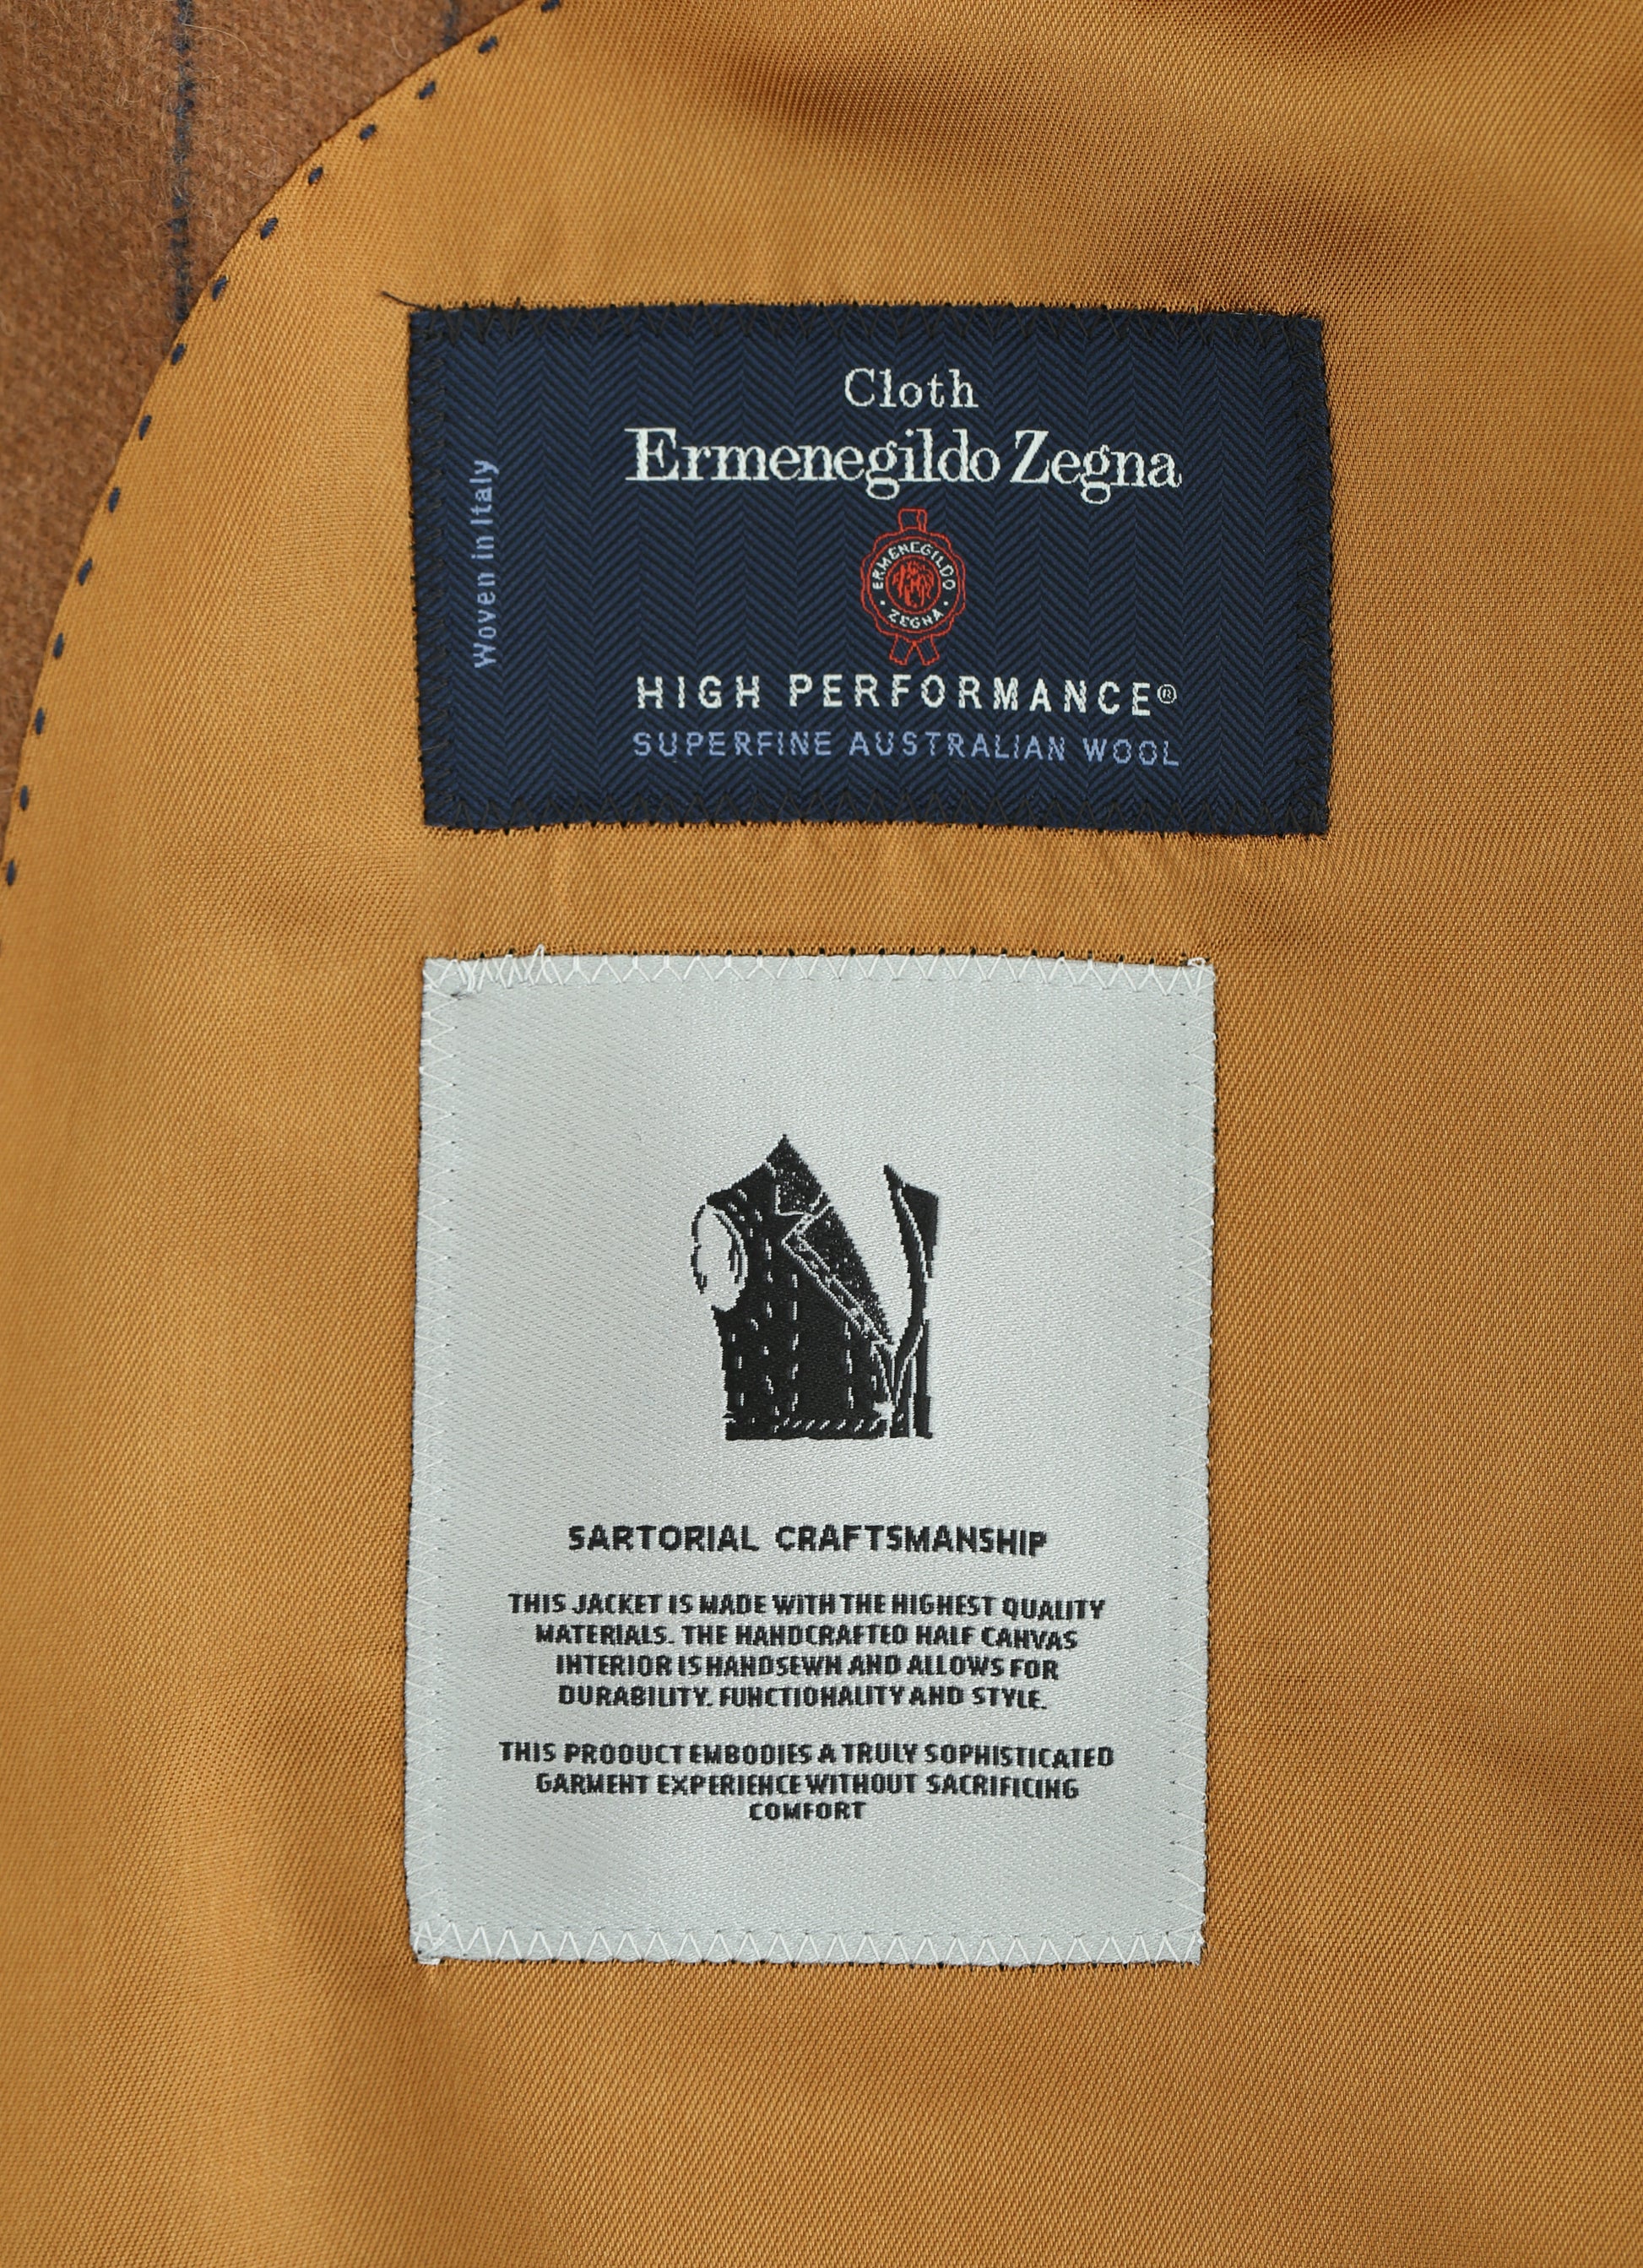 Cloth
Ermenegildo Zegna
Woven in Italy
ERMENEGILDO
· ZEGNA ·
HIGH PERFORMANCE®
SUPERFINE AUSTRALIAN WOOL
SARTORIAL CRAFTSMANSHIP
THIS JACKET IS MADE WITH THE HIGHEST QUALITY
MATERIALS. THE HANDCRAFTED HALF CANVAS
INTERIOR IS HANDSEWN AND ALLOWS FOR
DURABILITY. FUNCTIONALITY AND STYLE.
THIS PRODUCT EMBODIES A TRULY SOPHISTICATED
GARMENT EXPERIENCE WITHOUT SACRIFICING
COMFORT